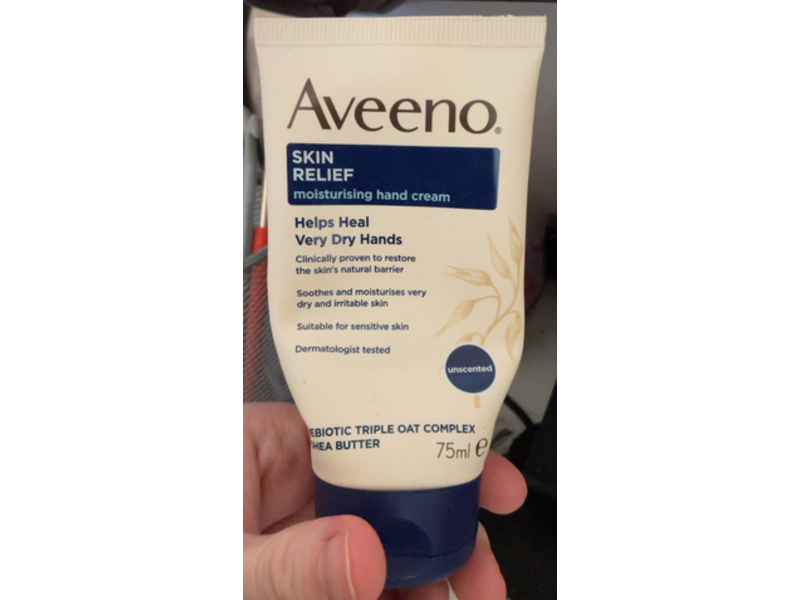 Aveeno®
SKIN
RELIEF
moisturising hand cream
Helps Heal
Very Dry Hands
Clinically proven to restore
the skin's natural barrier
Soothes and moisturises very
dry and irritable skin
Suitable for sensitive skin
Dermatologist tested
unscented
EBIOTIC TRIPLE OAT COMPLEX
HEA BUTTER
75ml ℮